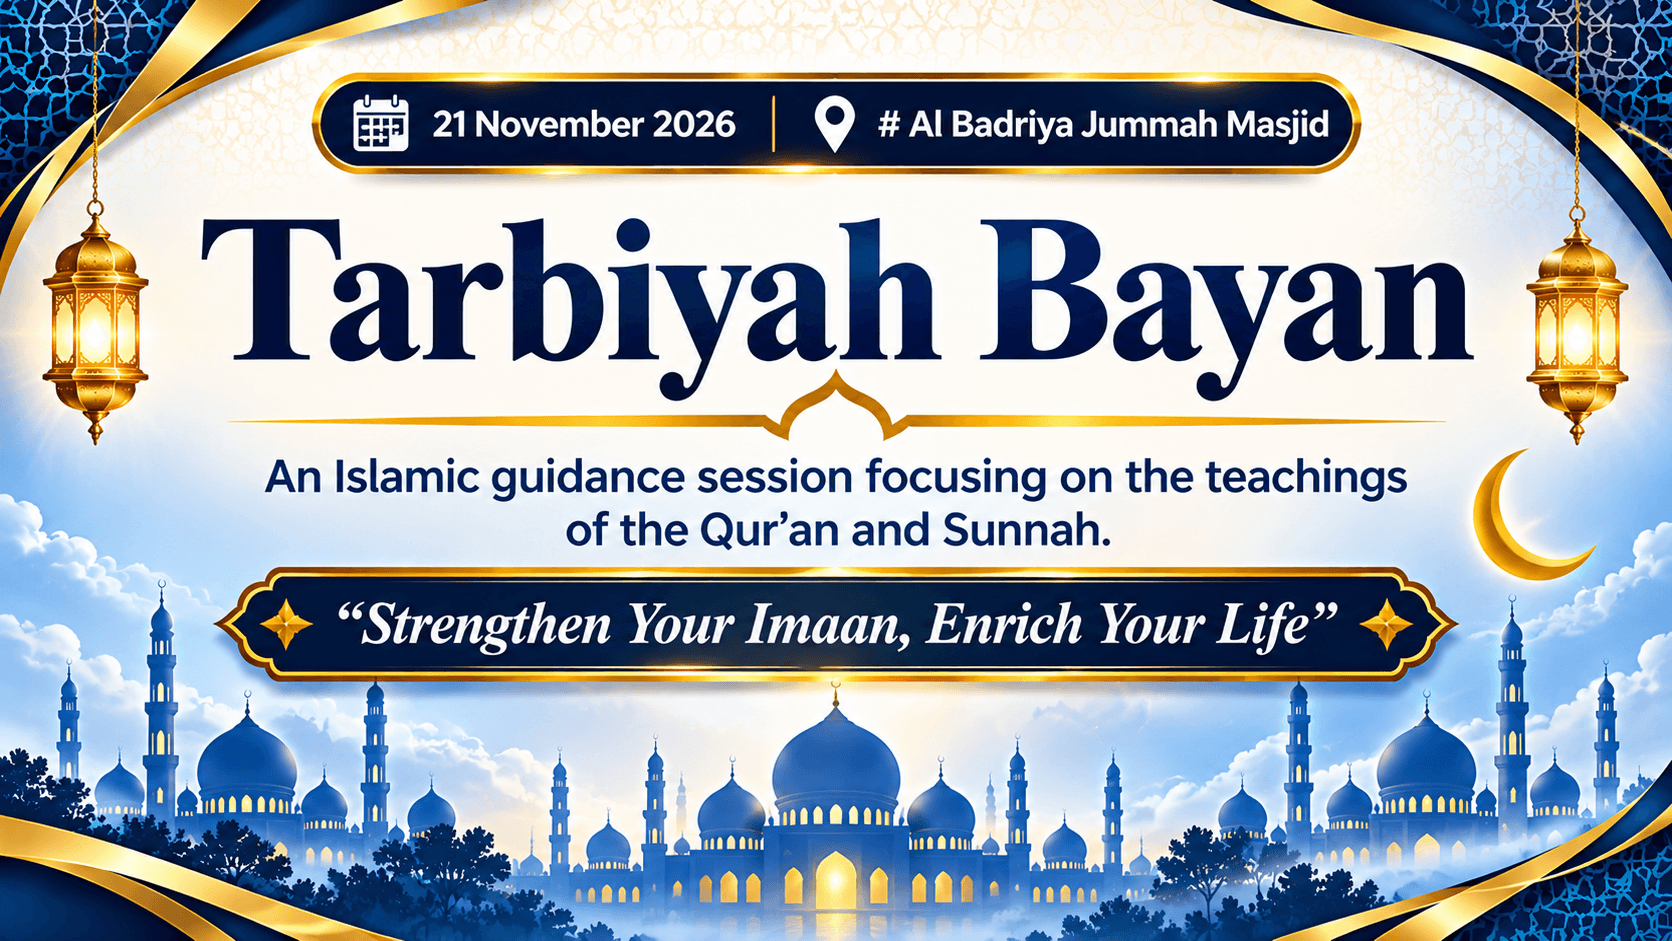 21 November 2026 | # Al Badriya Jummah Masjid
Tarbiyah Bayan
An Islamic guidance session focusing on the teachings
of the Qur’an and Sunnah.
“Strengthen Your Imaan, Enrich Your Life”